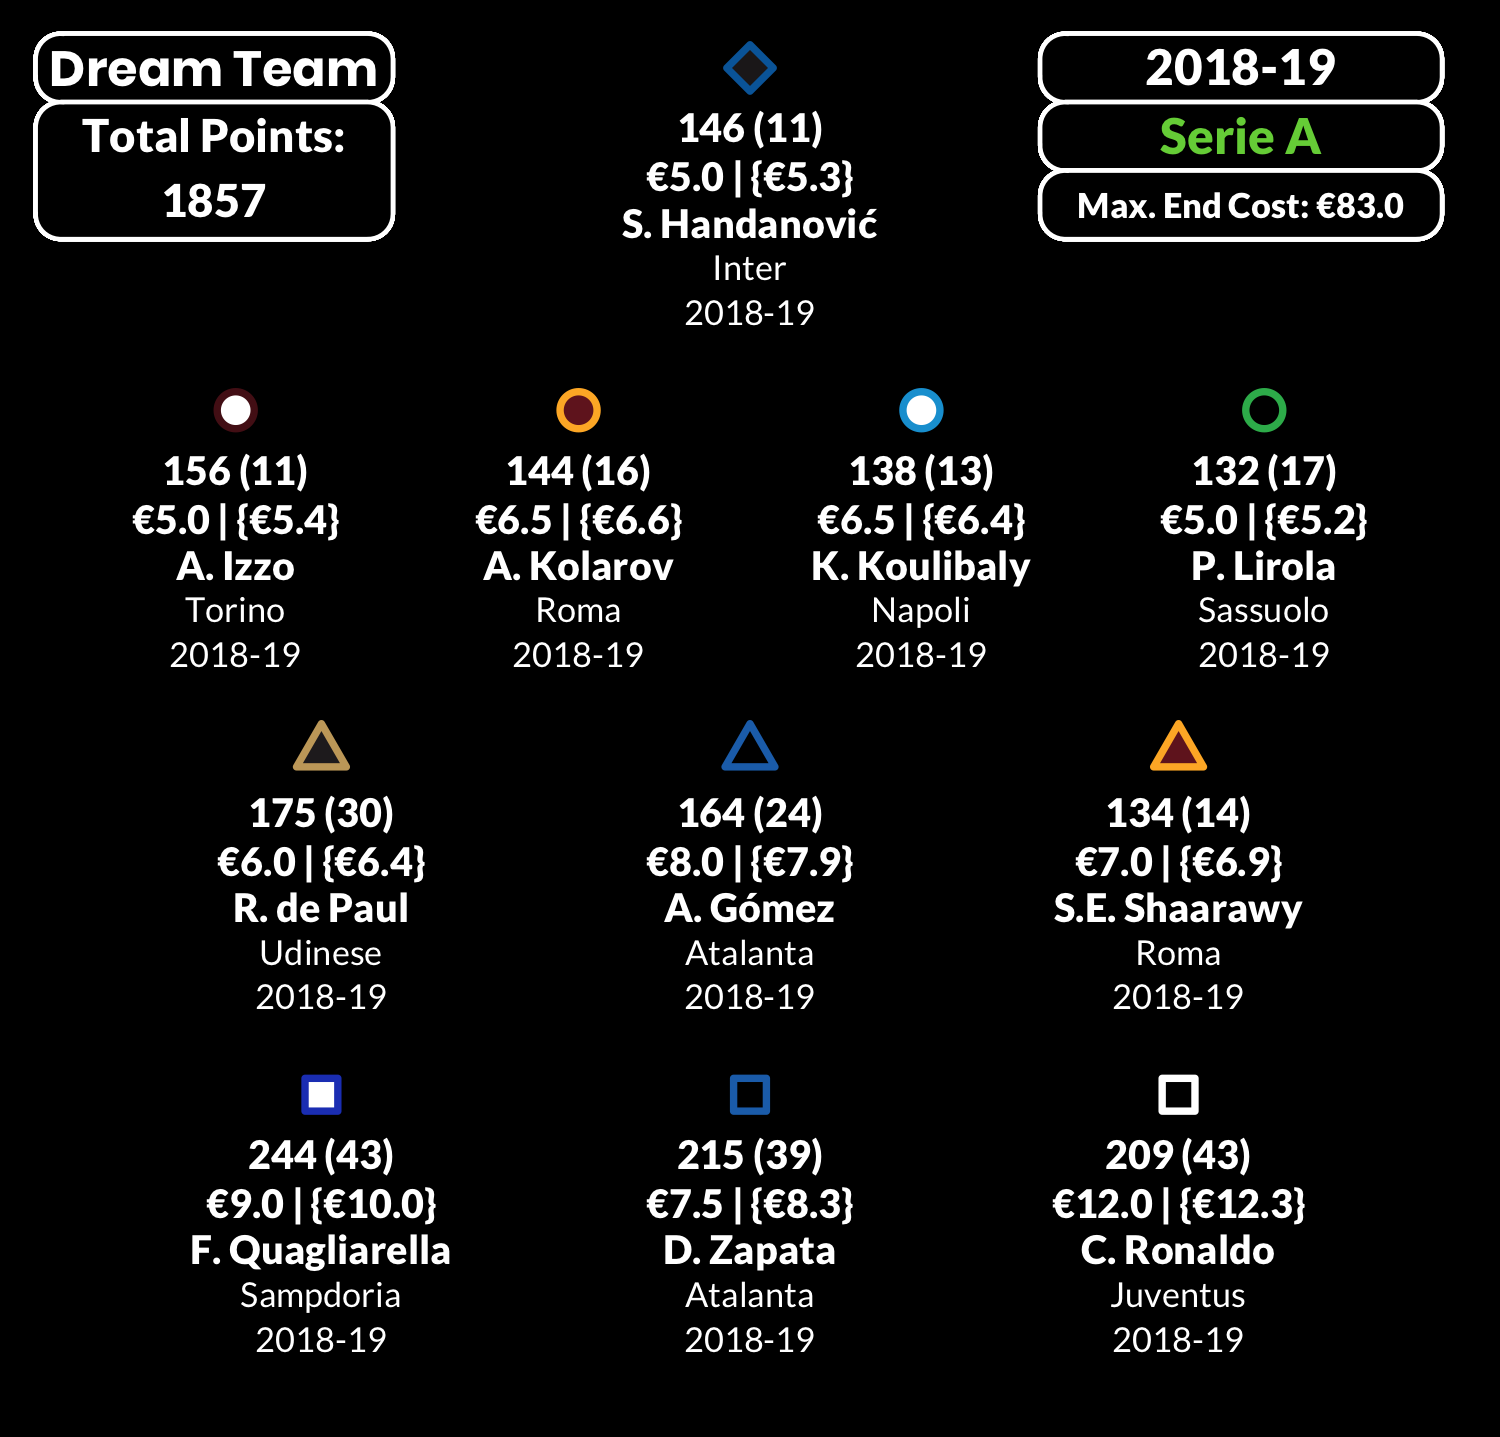 Dream Team
Total Points:
1857
2018-19
Serie A
Max. End Cost: €83.0
146 (11)
€5.0 | {€5.3}
S. Handanović
Inter
2018-19
156 (11)
€5.0 | {€5.4}
A. Izzo
Torino
2018-19
144 (16)
€6.5 | {€6.6}
A. Kolarov
Roma
2018-19
138 (13)
€6.5 | {€6.4}
K. Koulibaly
Napoli
2018-19
132 (17)
€5.0 | {€5.2}
P. Lirola
Sassuolo
2018-19
175 (30)
€6.0 | {€6.4}
R. de Paul
Udinese
2018-19
164 (24)
€8.0 | {€7.9}
A. Gómez
Atalanta
2018-19
134 (14)
€7.0 | {€6.9}
S.E. Shaarawy
Roma
2018-19
244 (43)
€9.0 | {€10.0}
F. Quagliarella
Sampdoria
2018-19
215 (39)
€7.5 | {€8.3}
D. Zapata
Atalanta
2018-19
209 (43)
€12.0 | {€12.3}
C. Ronaldo
Juventus
2018-19